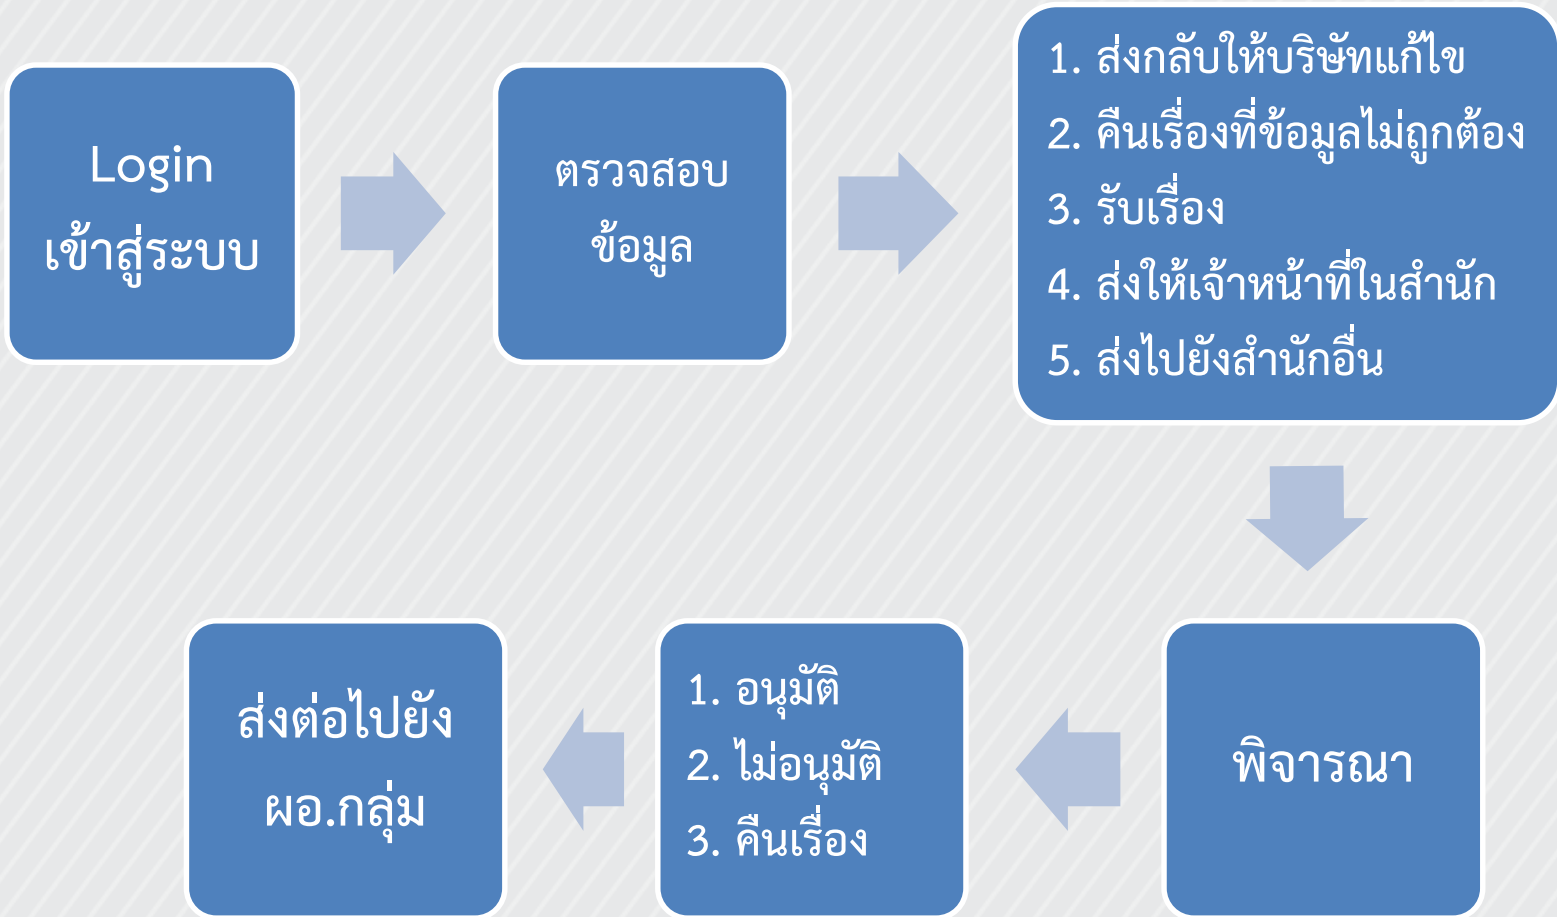 Login
เข้าสู่ระบบ
ตรวจสอบ
ข้อมูล
1. ส่งกลับให้บริษัทแก้ไข
2. คืนเรื่องที่ข้อมูลไม่ถูกต้อง
3. รับเรื่อง
4. ส่งให้เจ้าหน้าที่ในสำนัก
5. ส่งไปยังสำนักอื่น
พิจารณา
1. อนุมัติ
2. ไม่อนุมัติ
3. คืนเรื่อง
ส่งต่อไปยัง
ผอ.กลุ่ม